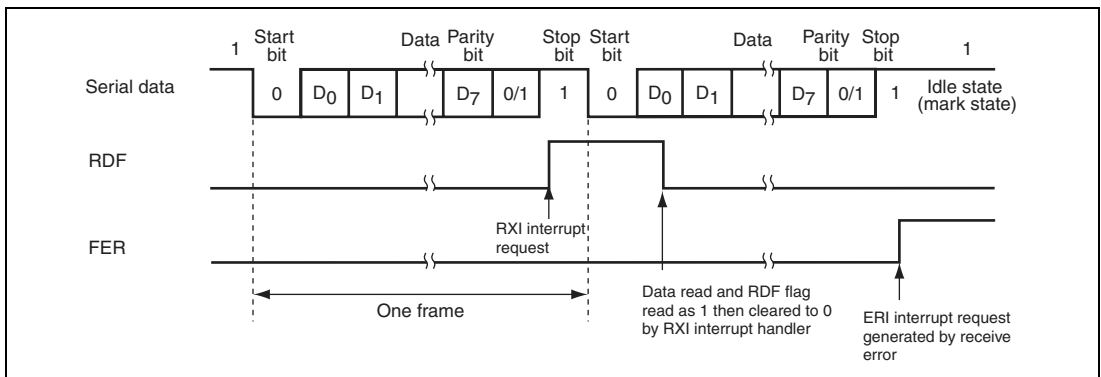 1
Start
bit
Data
Parity
bit
Stop
bit
Start
bit
Data
Parity
bit
Stop
bit
1
Serial data
0
D0
D1
D7
0/1
1
0
D0
D1
D7
0/1
1
Idle state
(mark state)
RDF
RXI interrupt
request
FER
One frame
Data read and RDF flag
read as 1 then cleared to 0
by RXI interrupt handler
ERI interrupt request
generated by receive
error